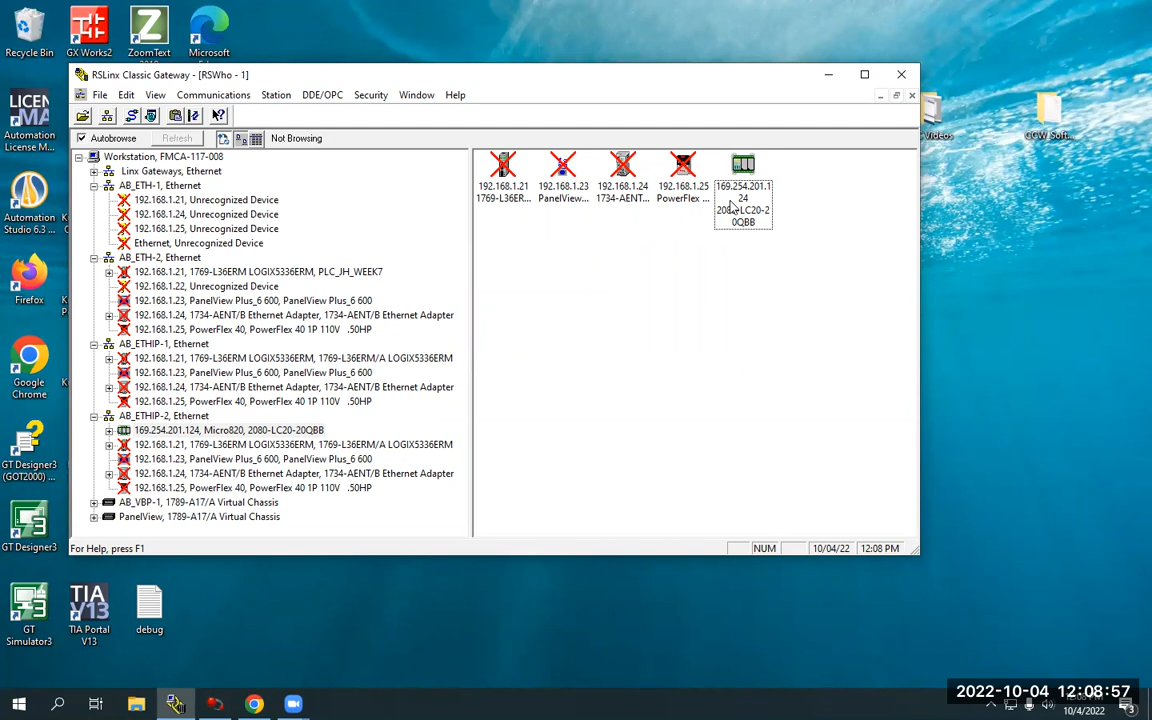 Recycle Bin
GX Works2
ZoomText
Microsoft
RSLinx Classic Gateway - [RSWho - 1]
File Edit View Communications Station DDE/OPC Security Window Help
Autobrowse Refresh Not Browsing
Workstation, FMCA-117-008
Linx Gateways, Ethernet
AB_ETH-1, Ethernet
192.168.1.21, Unrecognized Device
192.168.1.24, Unrecognized Device
192.168.1.25, Unrecognized Device
Ethernet, Unrecognized Device
AB_ETH-2, Ethernet
192.168.1.21, 1769-L36ERM LOGIX5336ERM, PLC_JH_WEEK7
192.168.1.22, Unrecognized Device
192.168.1.23, PanelView Plus_6 600, PanelView Plus_6 600
192.168.1.24, 1734-AENT/B Ethernet Adapter, 1734-AENT/B Ethernet Adapter
192.168.1.25, PowerFlex 40, PowerFlex 40 1P 110V .50HP
AB_ETHIP-1, Ethernet
192.168.1.21, 1769-L36ERM LOGIX5336ERM, 1769-L36ERM/A LOGIX5336ERM
192.168.1.23, PanelView Plus_6 600, PanelView Plus_6 600
192.168.1.24, 1734-AENT/B Ethernet Adapter, 1734-AENT/B Ethernet Adapter
192.168.1.25, PowerFlex 40, PowerFlex 40 1P 110V .50HP
AB_ETHIP-2, Ethernet
169.254.201.124, Micro820, 2080-LC20-20QBB
192.168.1.21, 1769-L36ERM LOGIX5336ERM, 1769-L36ERM/A LOGIX5336ERM
192.168.1.23, PanelView Plus_6 600, PanelView Plus_6 600
192.168.1.24, 1734-AENT/B Ethernet Adapter, 1734-AENT/B Ethernet Adapter
192.168.1.25, PowerFlex 40, PowerFlex 40 1P 110V .50HP
AB_VBP-1, 1789-A17/A Virtual Chassis
PanelView, 1789-A17/A Virtual Chassis
192.168.1.21
1769-L36ER...
192.168.1.23
PanelView...
192.168.1.24
1734-AENT...
192.168.1.25
PowerFlex ...
169.254.201.1
24
LC20-2
0QBB
For Help, press F1
NUM
10/04/22
12:08 PM
Automation
License M...
Automation
Studio 6.3 ...
Firefox
Google
Chrome
GT Designer3
(GOT2000) ...
GT Designer3
GT
Simulator3
TIA Portal
V13
debug
Videos
CCW Soft...
2022-10-04 12:08:57
10/4/2022